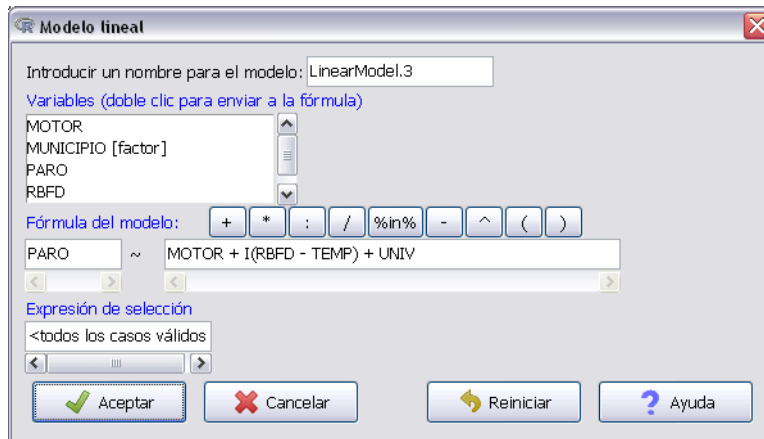 Modelo lineal
Introducir un nombre para el modelo: LinearModel.3
Variables (doble clic para enviar a la fórmula)
MOTOR
MUNICIPIO [factor]
PARO
RBFD
Fórmula del modelo: + * : / %in% - ^ ( )
PARO ~ MOTOR + I(RBFD - TEMP) + UNIV
Expresión de selección
<todos los casos válidos
Aceptar Cancelar Reiniciar Ayuda